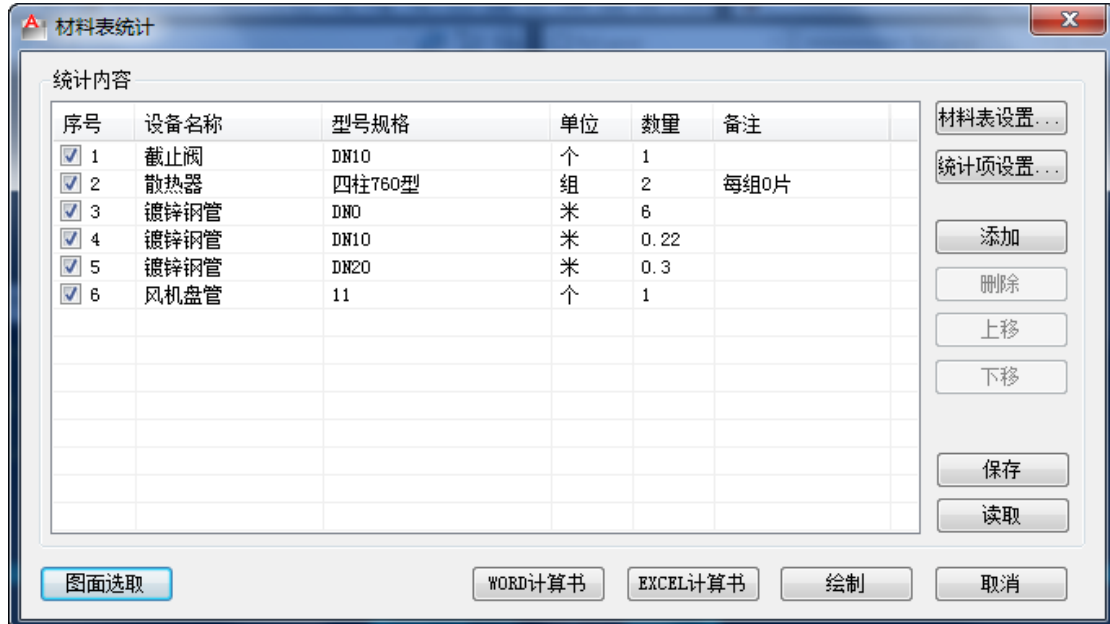 材料表统计
统计内容
序号 设备名称 型号规格 单位 数量 备注
1 截止阀 DN10 个 1
2 散热器 四柱760型 组 2 每组0片
3 镀锌钢管 DN0 米 6
4 镀锌钢管 DN10 米 0.22
5 镀锌钢管 DN20 米 0.3
6 风机盘管 11 个 1
材料表设置...
统计项设置...
添加
删除
上移
下移
保存
读取
图面选取 WORD计算书 EXCEL计算书 绘制 取消